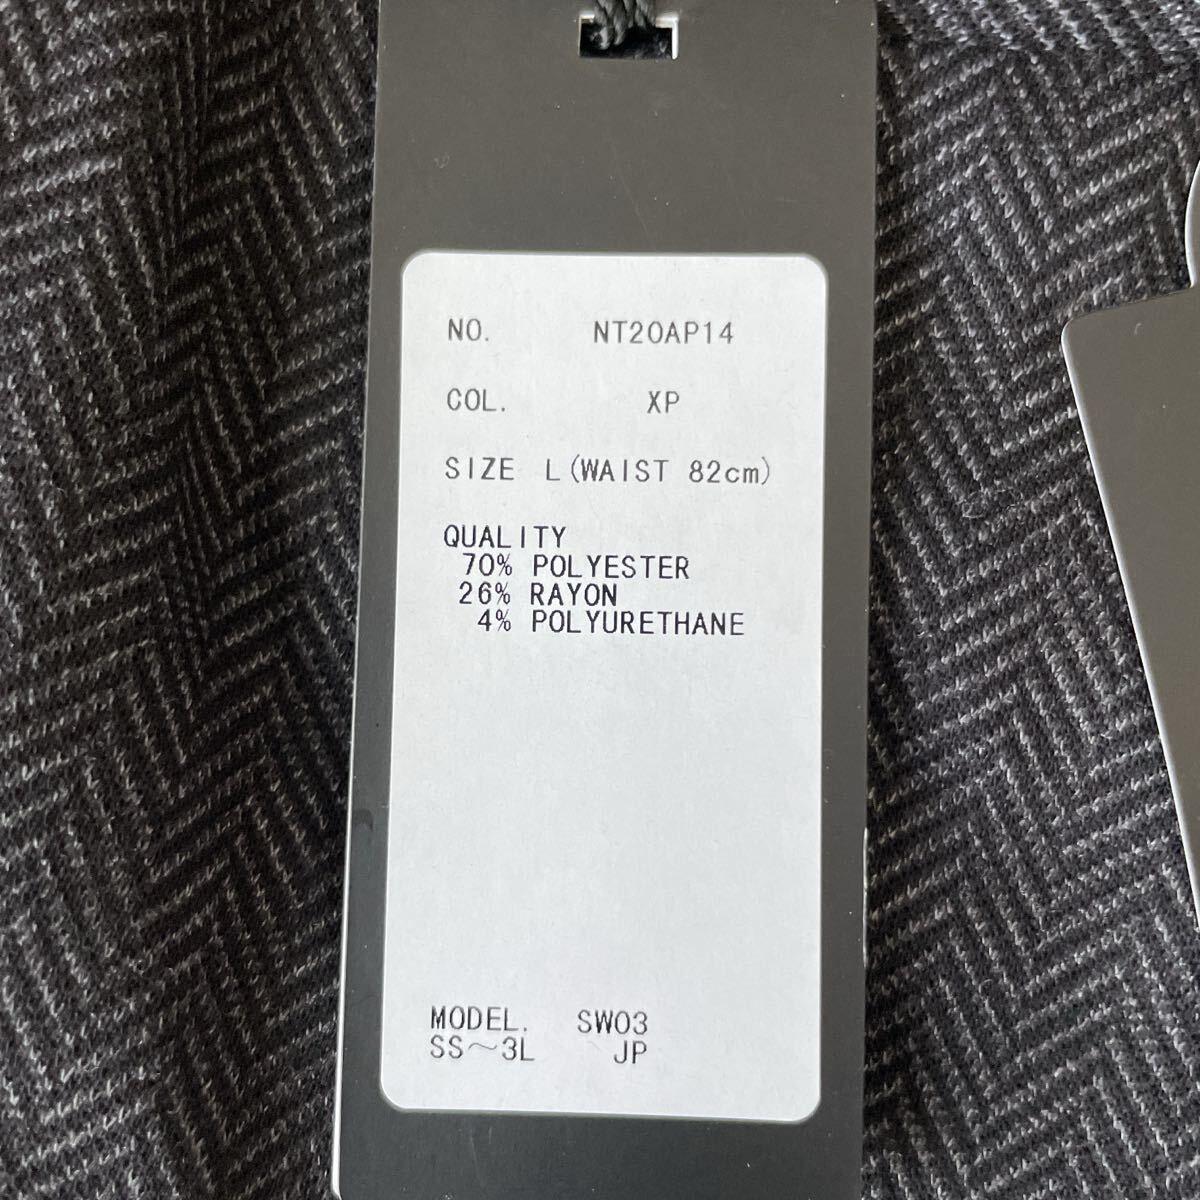 NO. NT20AP14
COL. XP
SIZE L(WAIST 82cm)
QUALITY
70% POLYESTER
26% RAYON
4% POLYURETHANE
MODEL. SW03
SS～3L JP